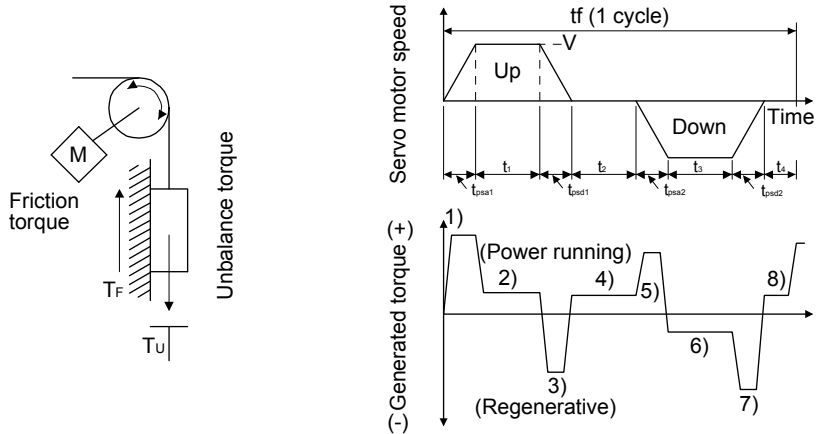 M
Friction
torque
TF
TU
Unbalance torque
Servo motor speed
tf (1 cycle)
V
Up
Time
Down
tpsa1
t1
tpsd1
t2
tpsa2
t3
tpsd2
t4
(+)
Generated torque
(-)
1)
(Power running)
2)
4)
8)
5)
6)
3)
7)
(Regenerative)